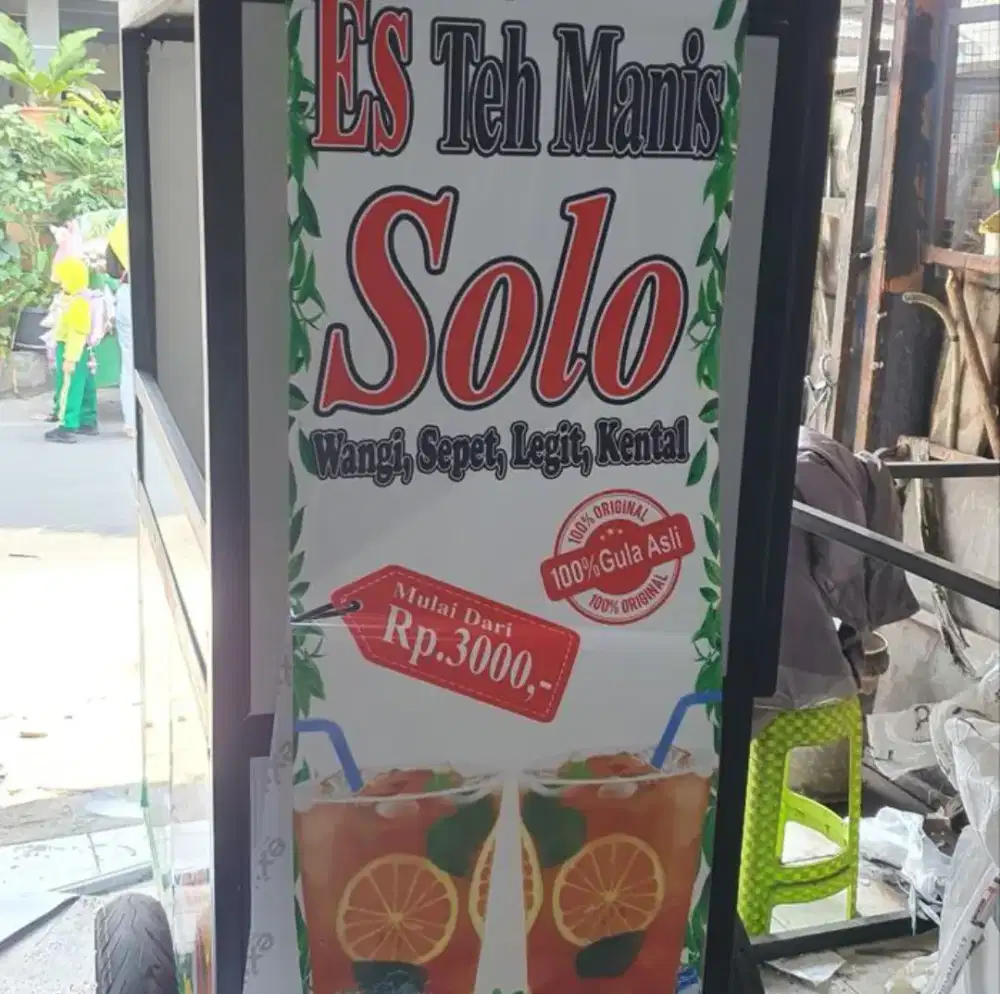 Es Teh Manis
Solo
Wangi, Sepet, Legit, Kental
100% ORIGINAL
100%Gula Asli
100% ORIGINAL
Mulai Dari
Rp.3000,-